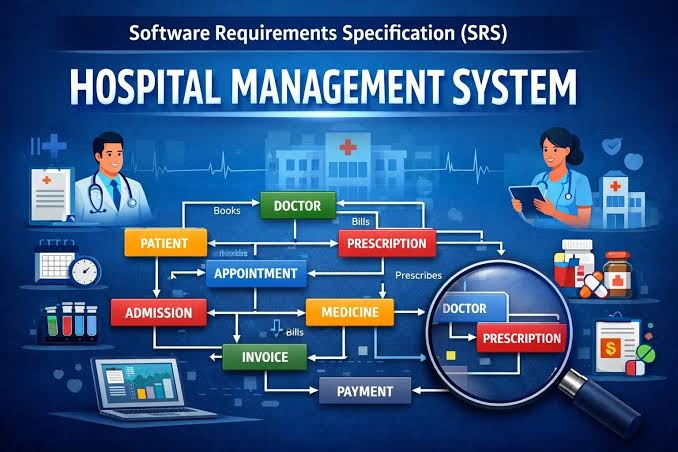 Software Requirements Specification (SRS)
HOSPITAL MANAGEMENT SYSTEM
DOCTOR
Books
Bills
PATIENT
PRESCRIPTION
APPOINTMENT
Prescribes
ADMISSION
MEDICINE
DOCTOR
Bills
PRESCRIPTION
INVOICE
PAYMENT
$